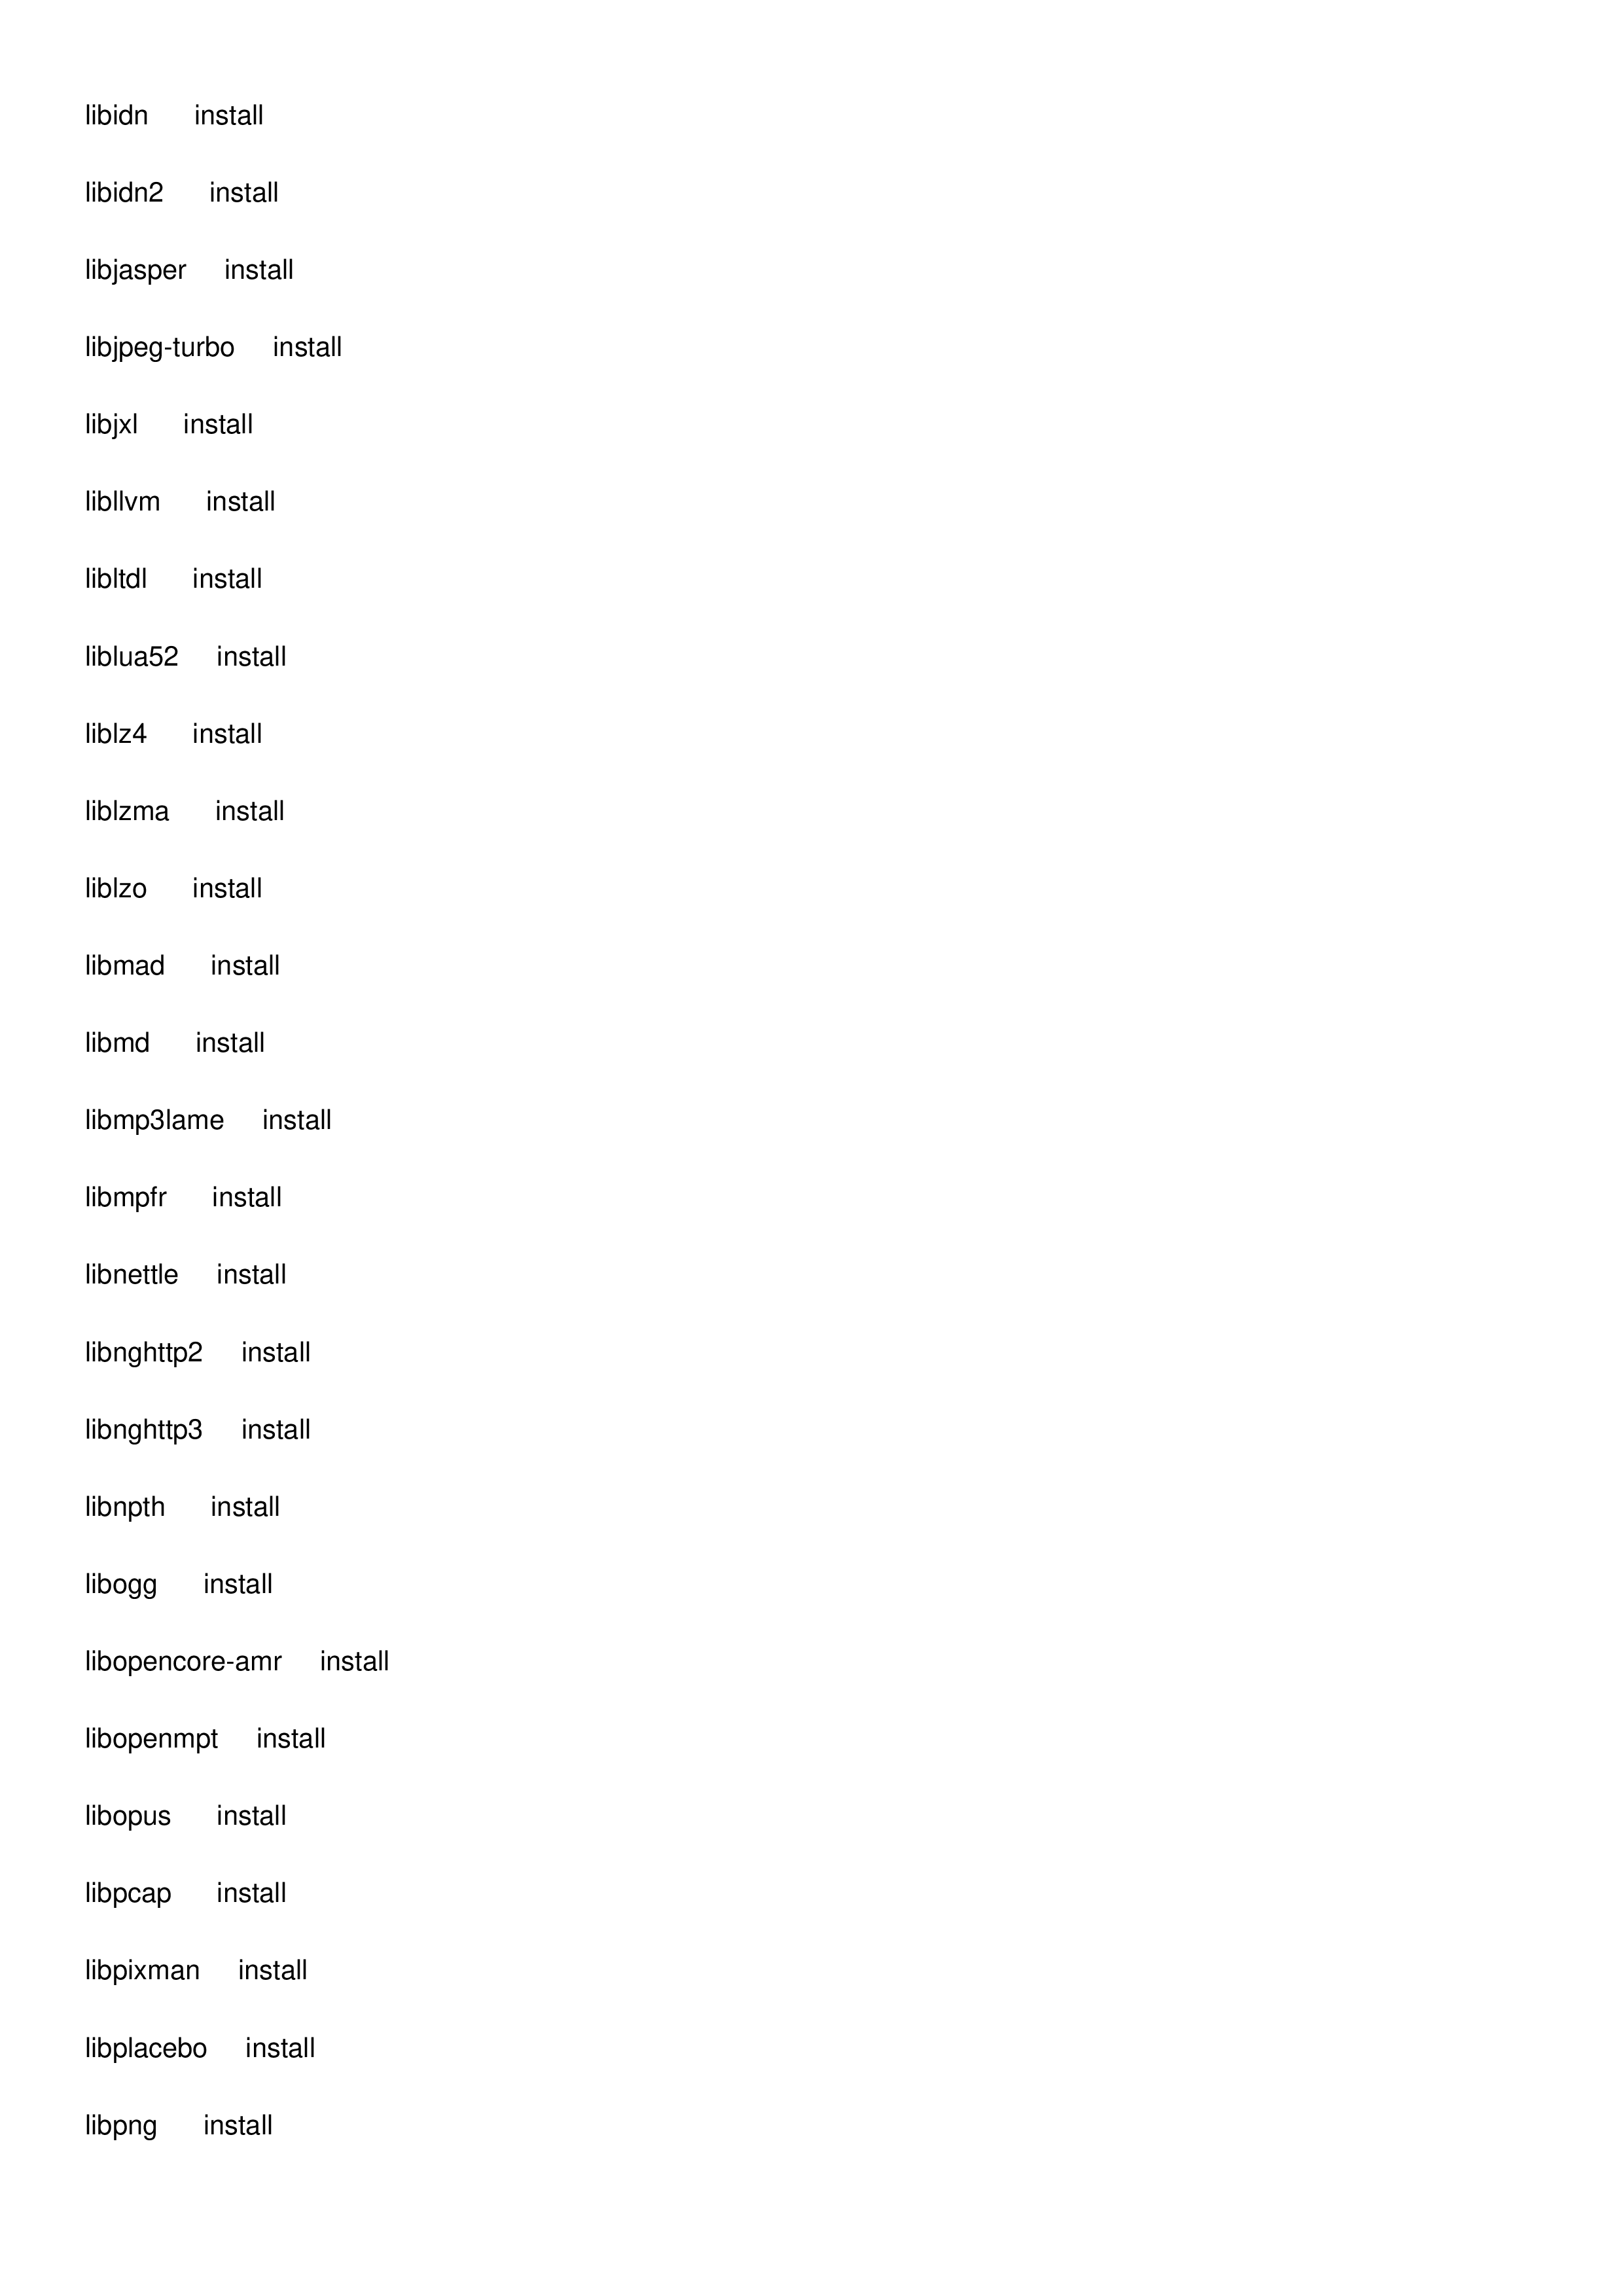 libidn install
libidn2 install
libjasper install
libjpeg-turbo install
libjxl install
libllvm install
libltdl install
liblua52 install
liblz4 install
liblzma install
liblzo install
libmad install
libmd install
libmp3lame install
libmpfr install
libnettle install
libnghttp2 install
libnghttp3 install
libnpth install
libogg install
libopencore-amr install
libopenmpt install
libopus install
libpcap install
libpixman install
libplacebo install
libpng install